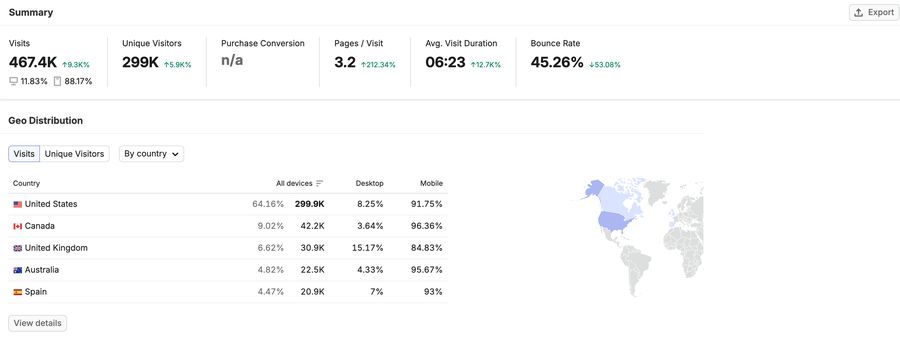 Summary
Export
Visits Unique Visitors Purchase Conversion Pages / Visit Avg. Visit Duration Bounce Rate
467.4K ↑9.3K% 299K ↑5.9K% n/a 3.2 ↑212.34% 06:23 ↑12.7K% 45.26% ↓53.08%
11.83% 88.17%
Geo Distribution
Visits Unique Visitors By country
Country All devices Desktop Mobile
United States 64.16% 299.9K 8.25% 91.75%
Canada 9.02% 42.2K 3.64% 96.36%
United Kingdom 6.62% 30.9K 15.17% 84.83%
Australia 4.82% 22.5K 4.33% 95.67%
Spain 4.47% 20.9K 7% 93%
View details